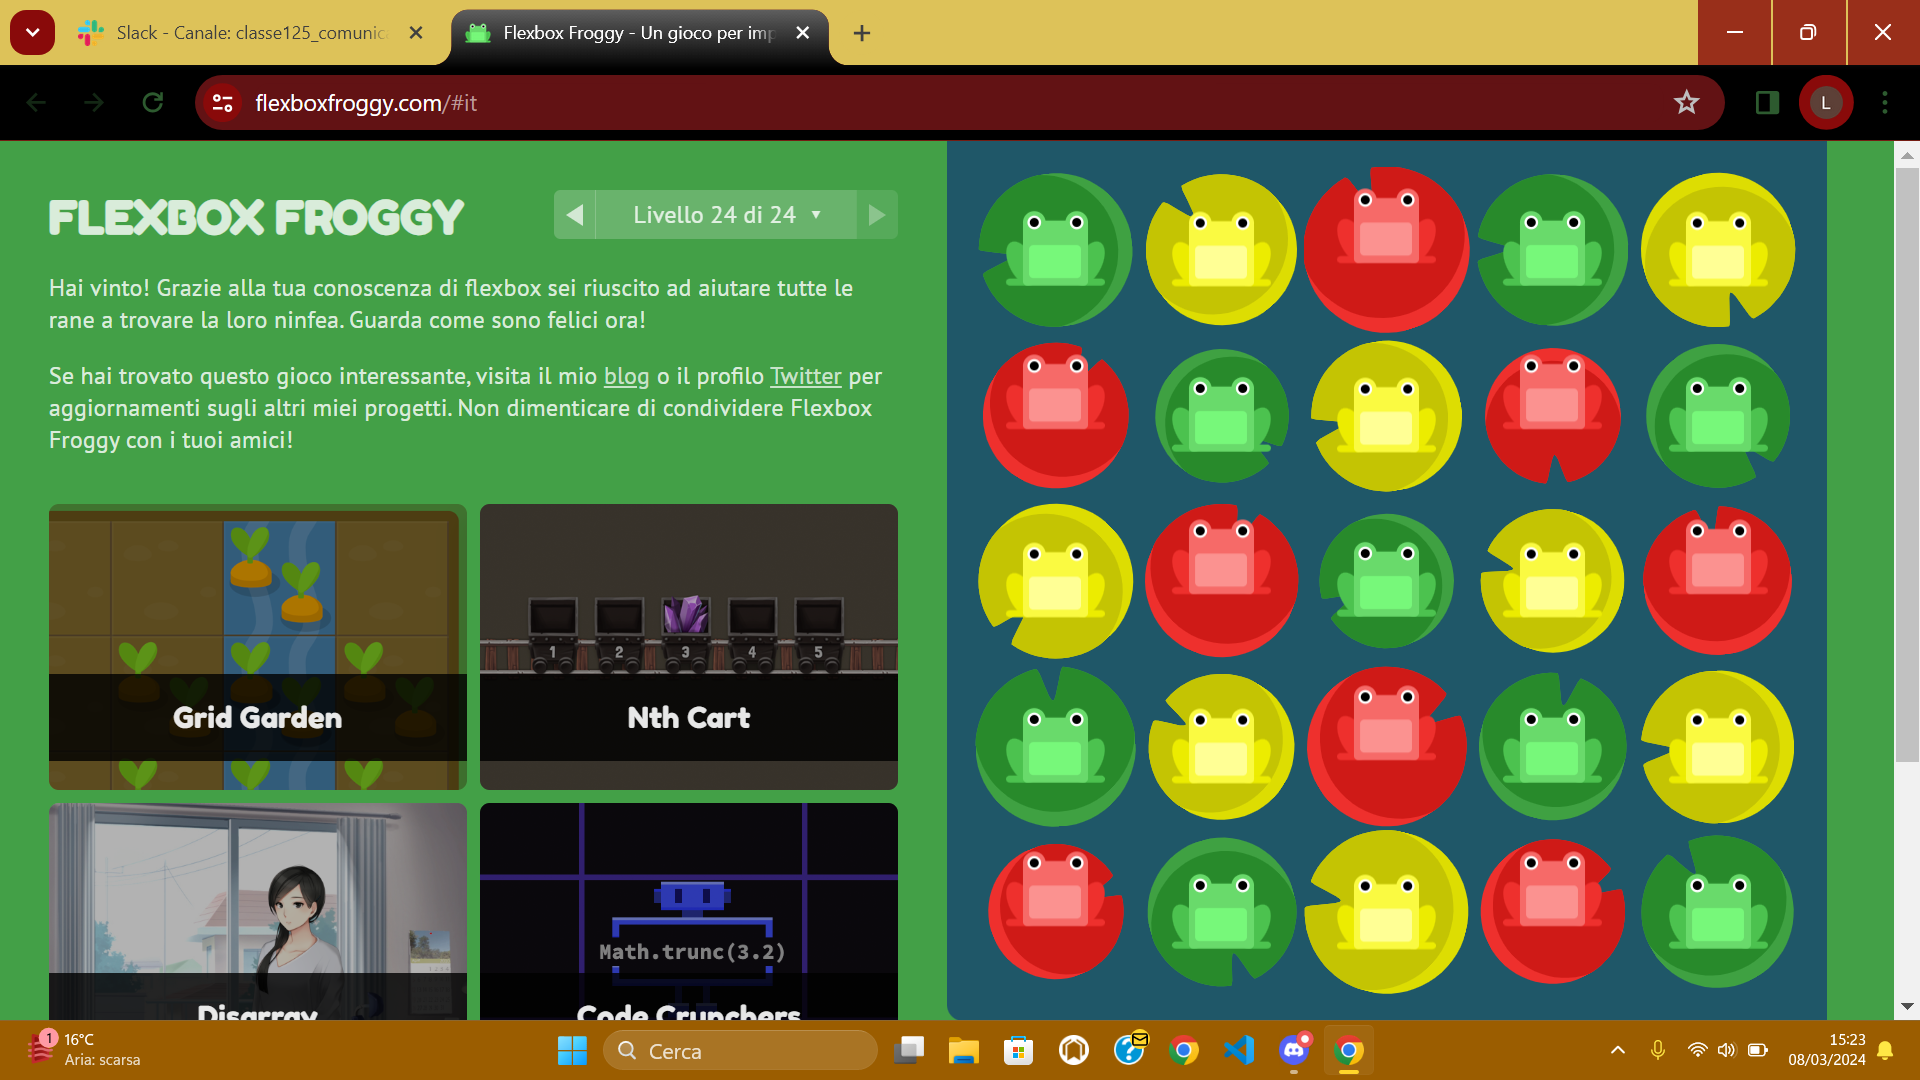 Slack - Canale: classe125_comunic
Flexbox Froggy - Un gioco per imp
flexboxfroggy.com/#it
L
FLEXBOX FROGGY
Livello 24 di 24 ▼
Hai vinto! Grazie alla tua conoscenza di flexbox sei riuscito ad aiutare tutte le
rane a trovare la loro ninfea. Guarda come sono felici ora!
Se hai trovato questo gioco interessante, visita il mio blog o il profilo Twitter per
aggiornamenti sugli altri miei progetti. Non dimenticare di condividere Flexbox
Froggy con i tuoi amici!
1 2 3 4 5
Grid Garden
Nth Cart
Math.trunc(3.2)
Disarray
Code Crunchers
1
16°C
Aria: scarsa
Cerca
15:23
08/03/2024